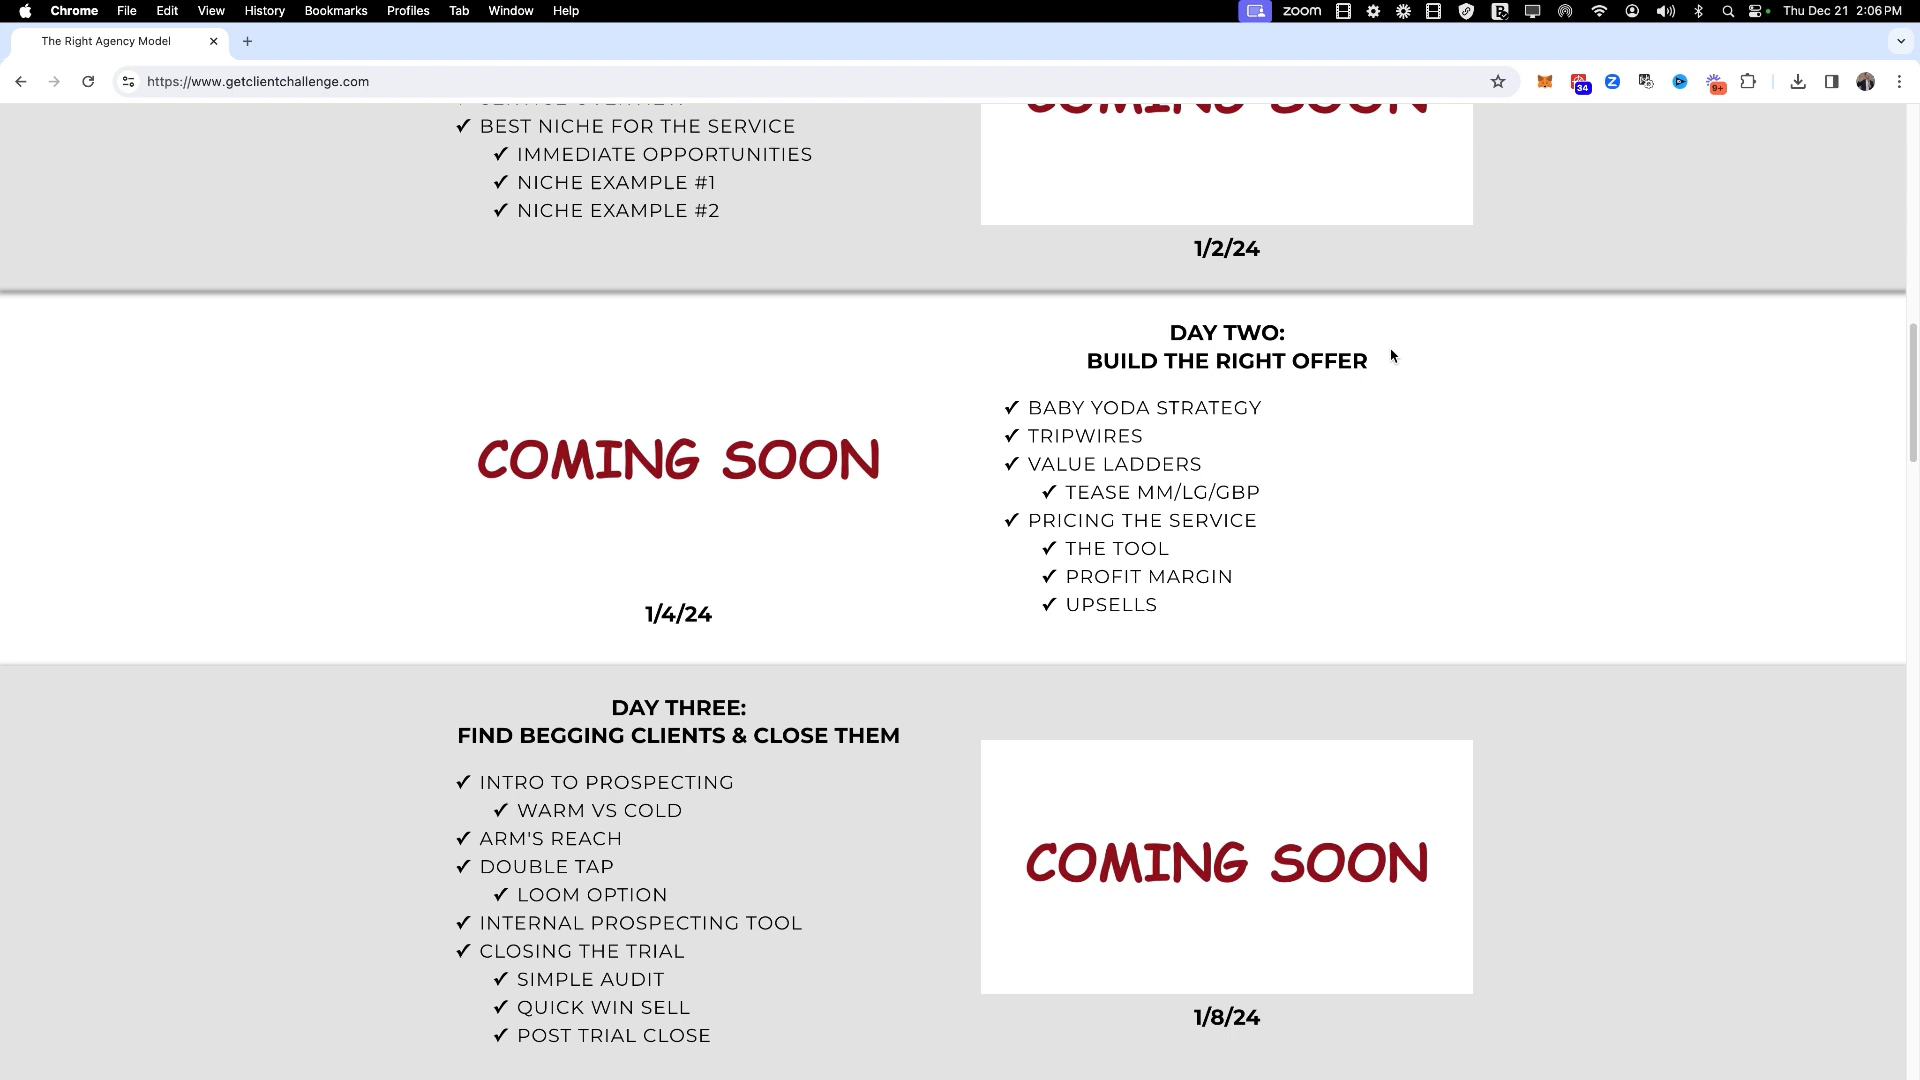 Chrome File Edit View History Bookmarks Profiles Tab Window Help
zoom
Thu Dec 21 2:06 PM
The Right Agency Model
https://www.getclientchallenge.com
34
9+
COMING SOON
✓ BEST NICHE FOR THE SERVICE
✓ IMMEDIATE OPPORTUNITIES
✓ NICHE EXAMPLE #1
✓ NICHE EXAMPLE #2
1/2/24
COMING SOON
1/4/24
DAY TWO:
BUILD THE RIGHT OFFER
✓ BABY YODA STRATEGY
✓ TRIPWIRES
✓ VALUE LADDERS
✓ TEASE MM/LG/GBP
✓ PRICING THE SERVICE
✓ THE TOOL
✓ PROFIT MARGIN
✓ UPSELLS
DAY THREE:
FIND BEGGING CLIENTS & CLOSE THEM
✓ INTRO TO PROSPECTING
✓ WARM VS COLD
✓ ARM'S REACH
✓ DOUBLE TAP
✓ LOOM OPTION
✓ INTERNAL PROSPECTING TOOL
✓ CLOSING THE TRIAL
✓ SIMPLE AUDIT
✓ QUICK WIN SELL
✓ POST TRIAL CLOSE
COMING SOON
1/8/24